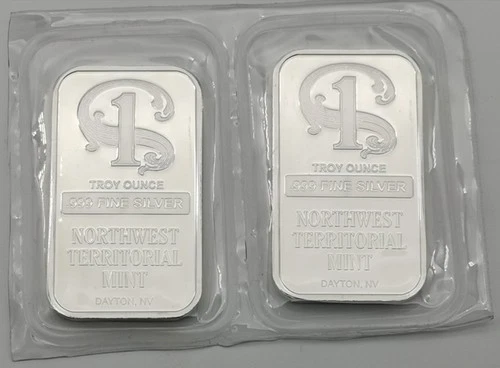 1
TROY OUNCE
.999 FINE SILVER
NORTHWEST
TERRITORIAL
MINT
DAYTON, NV
1
TROY OUNCE
.999 FINE SILVER
NORTHWEST
TERRITORIAL
MINT
DAYTON, NV